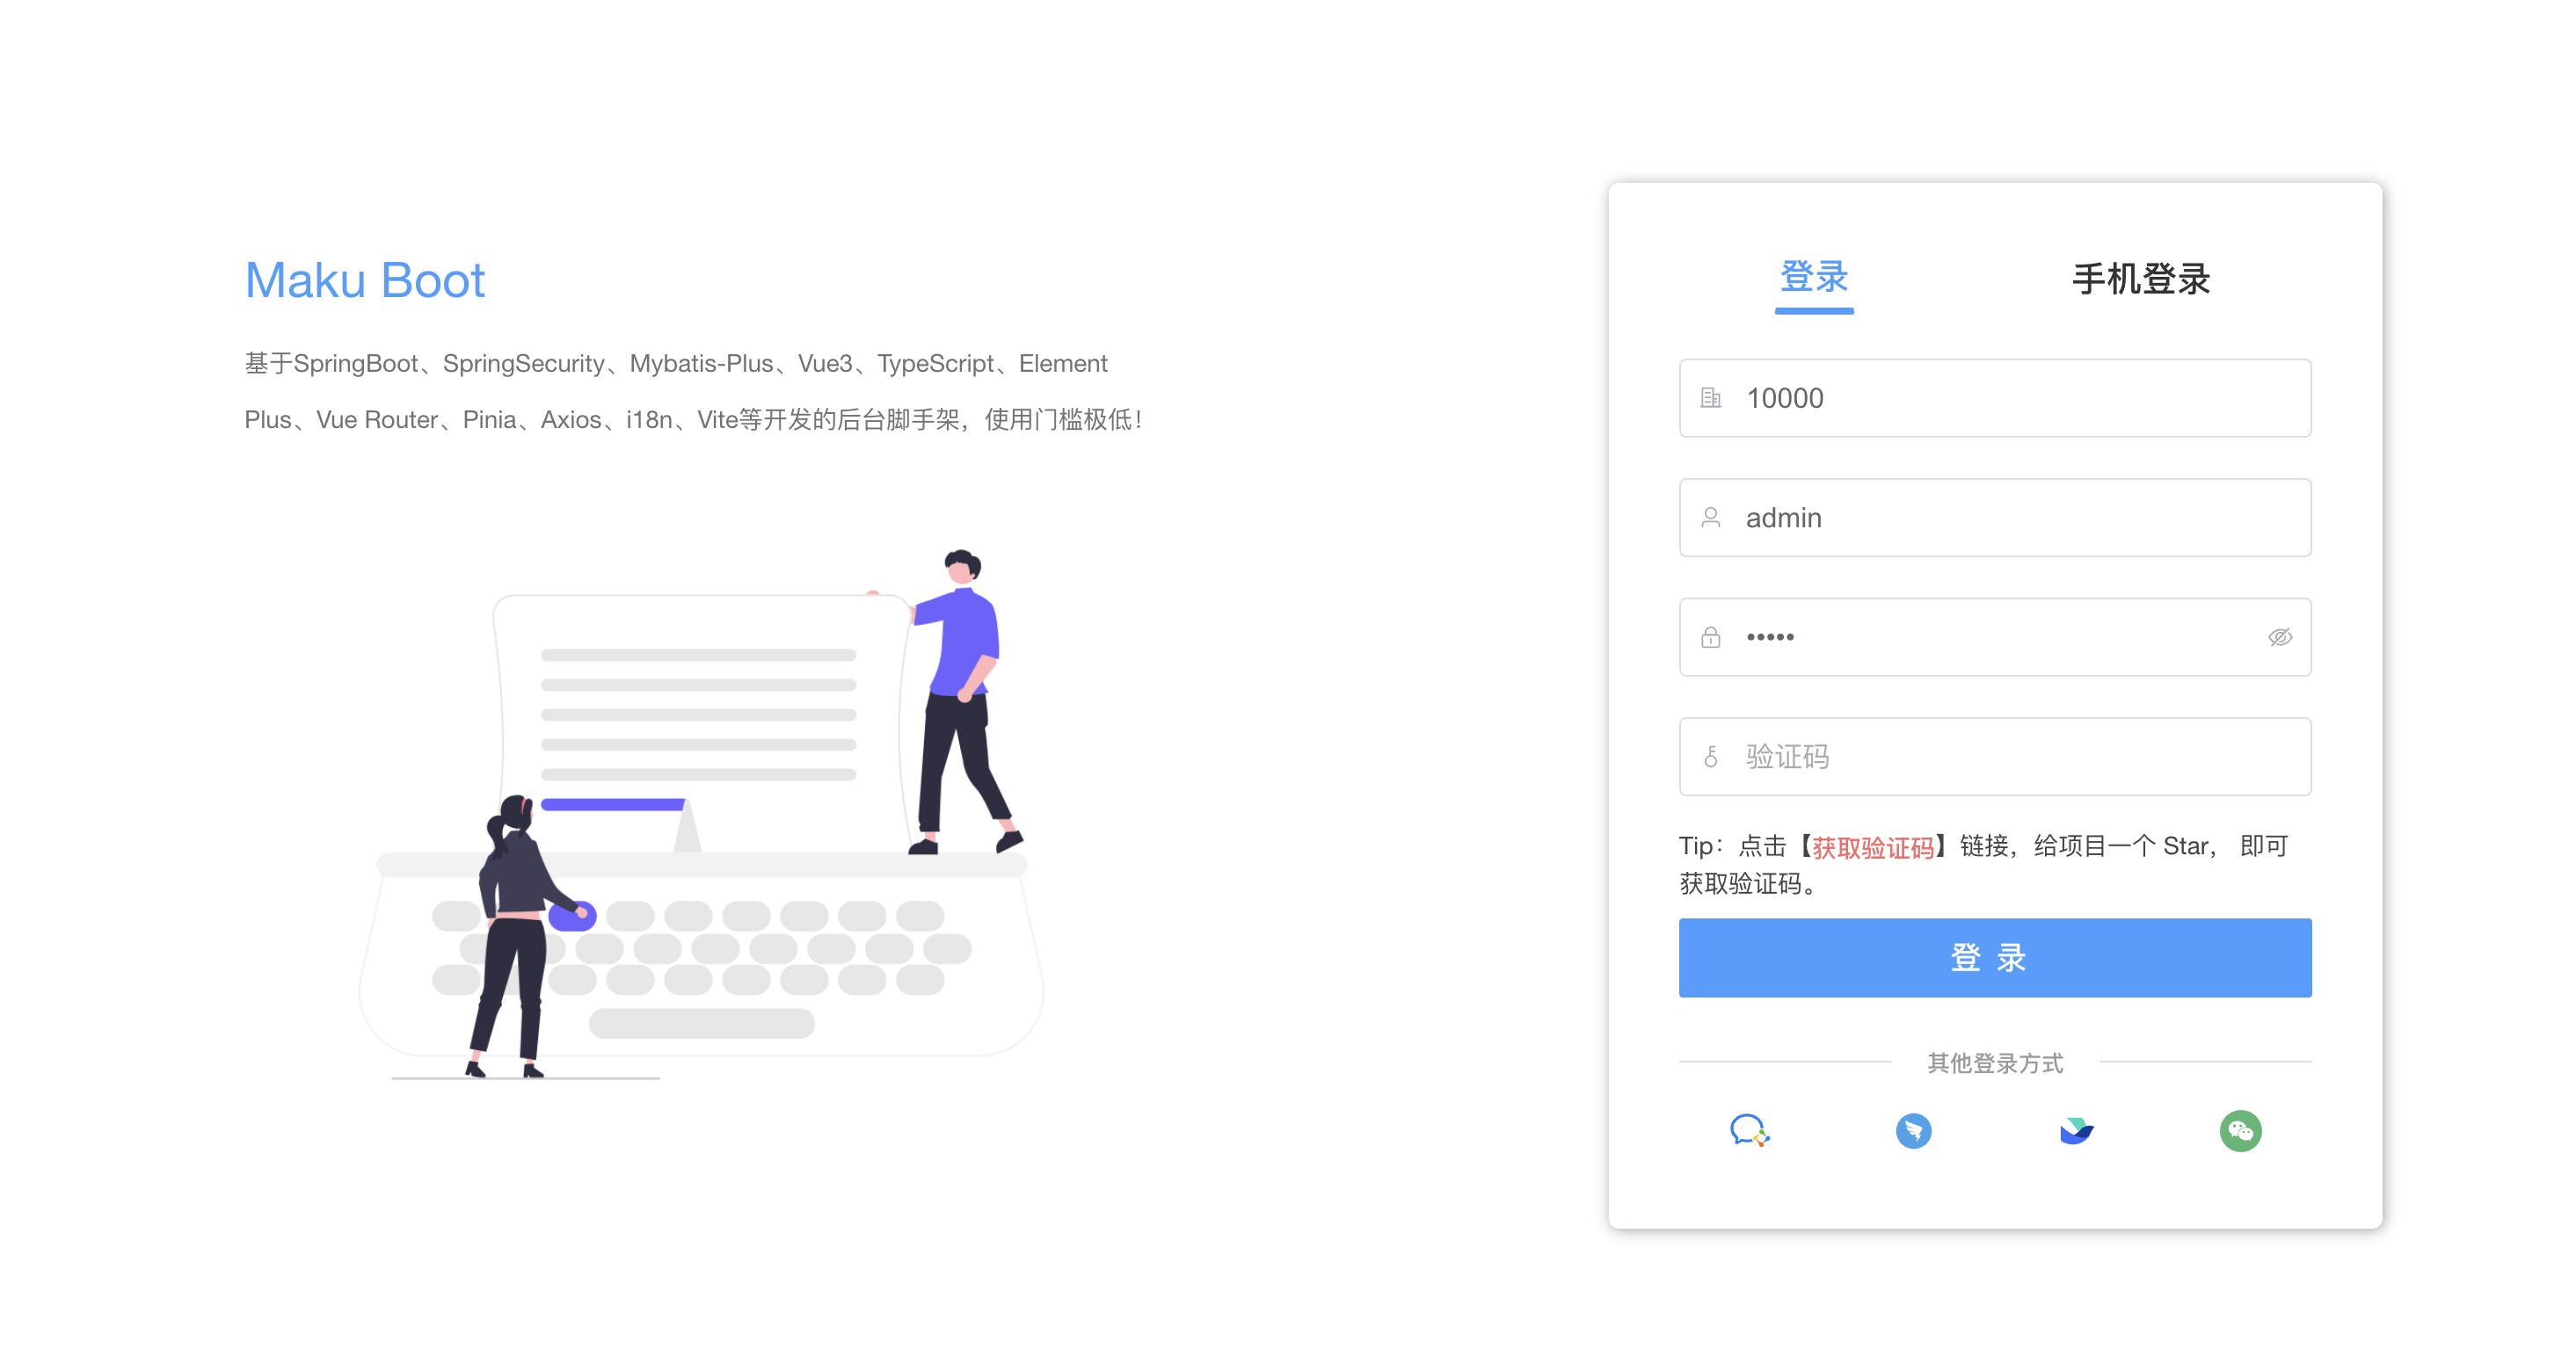 Maku Boot
基于SpringBoot、SpringSecurity、Mybatis-Plus、Vue3、TypeScript、Element
Plus、Vue Router、Pinia、Axios、i18n、Vite等开发的后台脚手架，使用门槛极低！
登录
手机登录
10000
admin
•••••
验证码
Tip：点击【获取验证码】链接，给项目一个 Star， 即可
获取验证码。
登 录
其他登录方式